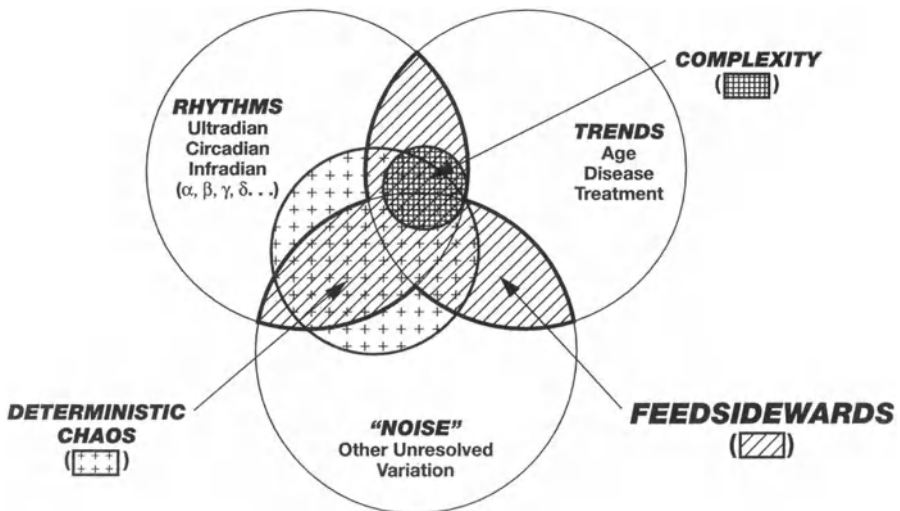 COMPLEXITY
( )
RHYTHMS
Ultradian
Circadian
Infradian
(α, β, γ, δ. . .)
TRENDS
Age
Disease
Treatment
DETERMINISTIC
CHAOS
( )
"NOISE"
Other Unresolved
Variation
FEEDSIDEWARDS
( )